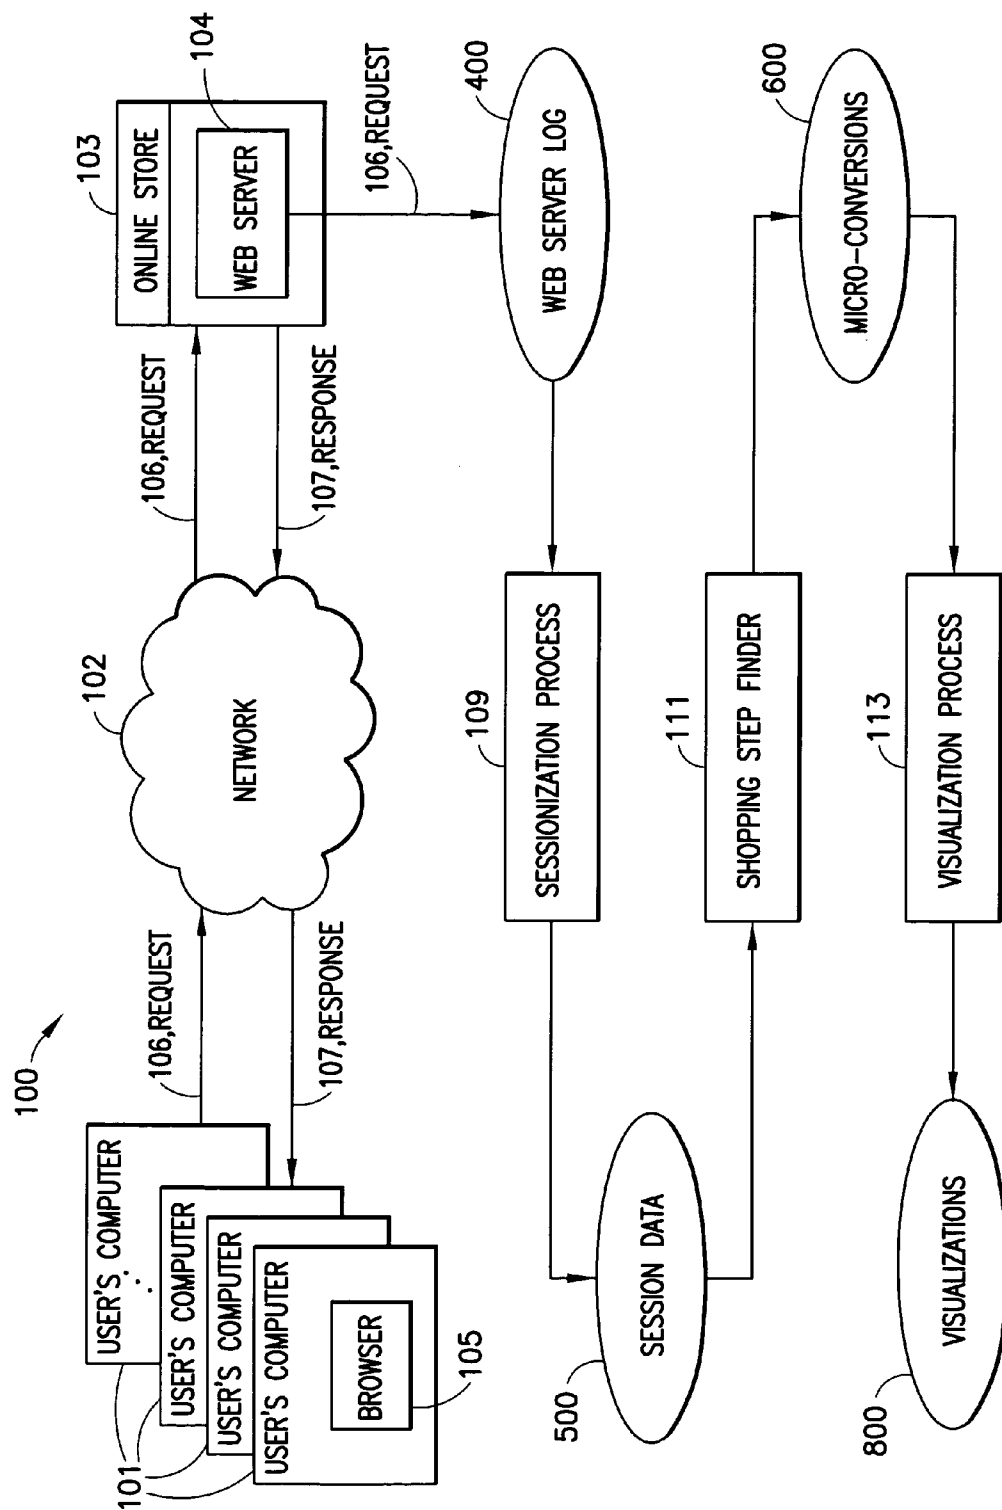 100
101
USER'S COMPUTER
USER'S COMPUTER
USER'S COMPUTER
USER'S COMPUTER
BROWSER
105
106,REQUEST
107,RESPONSE
102
NETWORK
106,REQUEST
107,RESPONSE
103
ONLINE STORE
104
WEB SERVER
106,REQUEST
400
WEB SERVER LOG
109
SESSIONIZATION PROCESS
500
SESSION DATA
111
SHOPPING STEP FINDER
600
MICRO-CONVERSIONS
113
VISUALIZATION PROCESS
800
VISUALIZATIONS